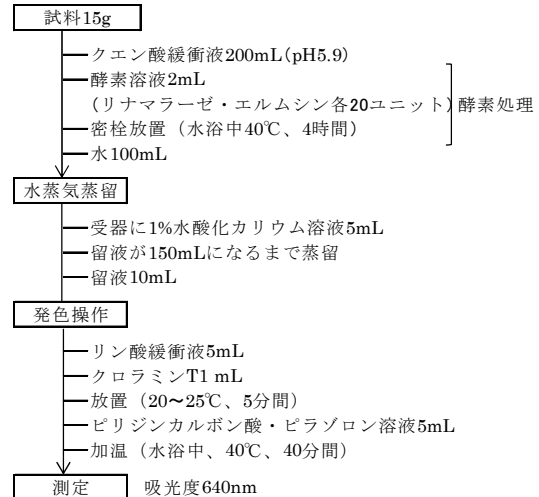 試料15g
クエン酸緩衝液200mL(pH5.9)
酵素溶液2mL
(リナマラーゼ・エルムシン各20ユニット)
酵素処理
密栓放置(水浴中40℃、4時間)
水100mL
水蒸気蒸留
受器に1%水酸化カリウム溶液5mL
留液が150mLになるまで蒸留
留液10mL
発色操作
リン酸緩衝液5mL
クロラミンT1 mL
放置(20〜25℃、5分間)
ピリジンカルボン酸・ピラゾロン溶液5mL
加温(水浴中、40℃、40分間)
測定 吸光度640nm